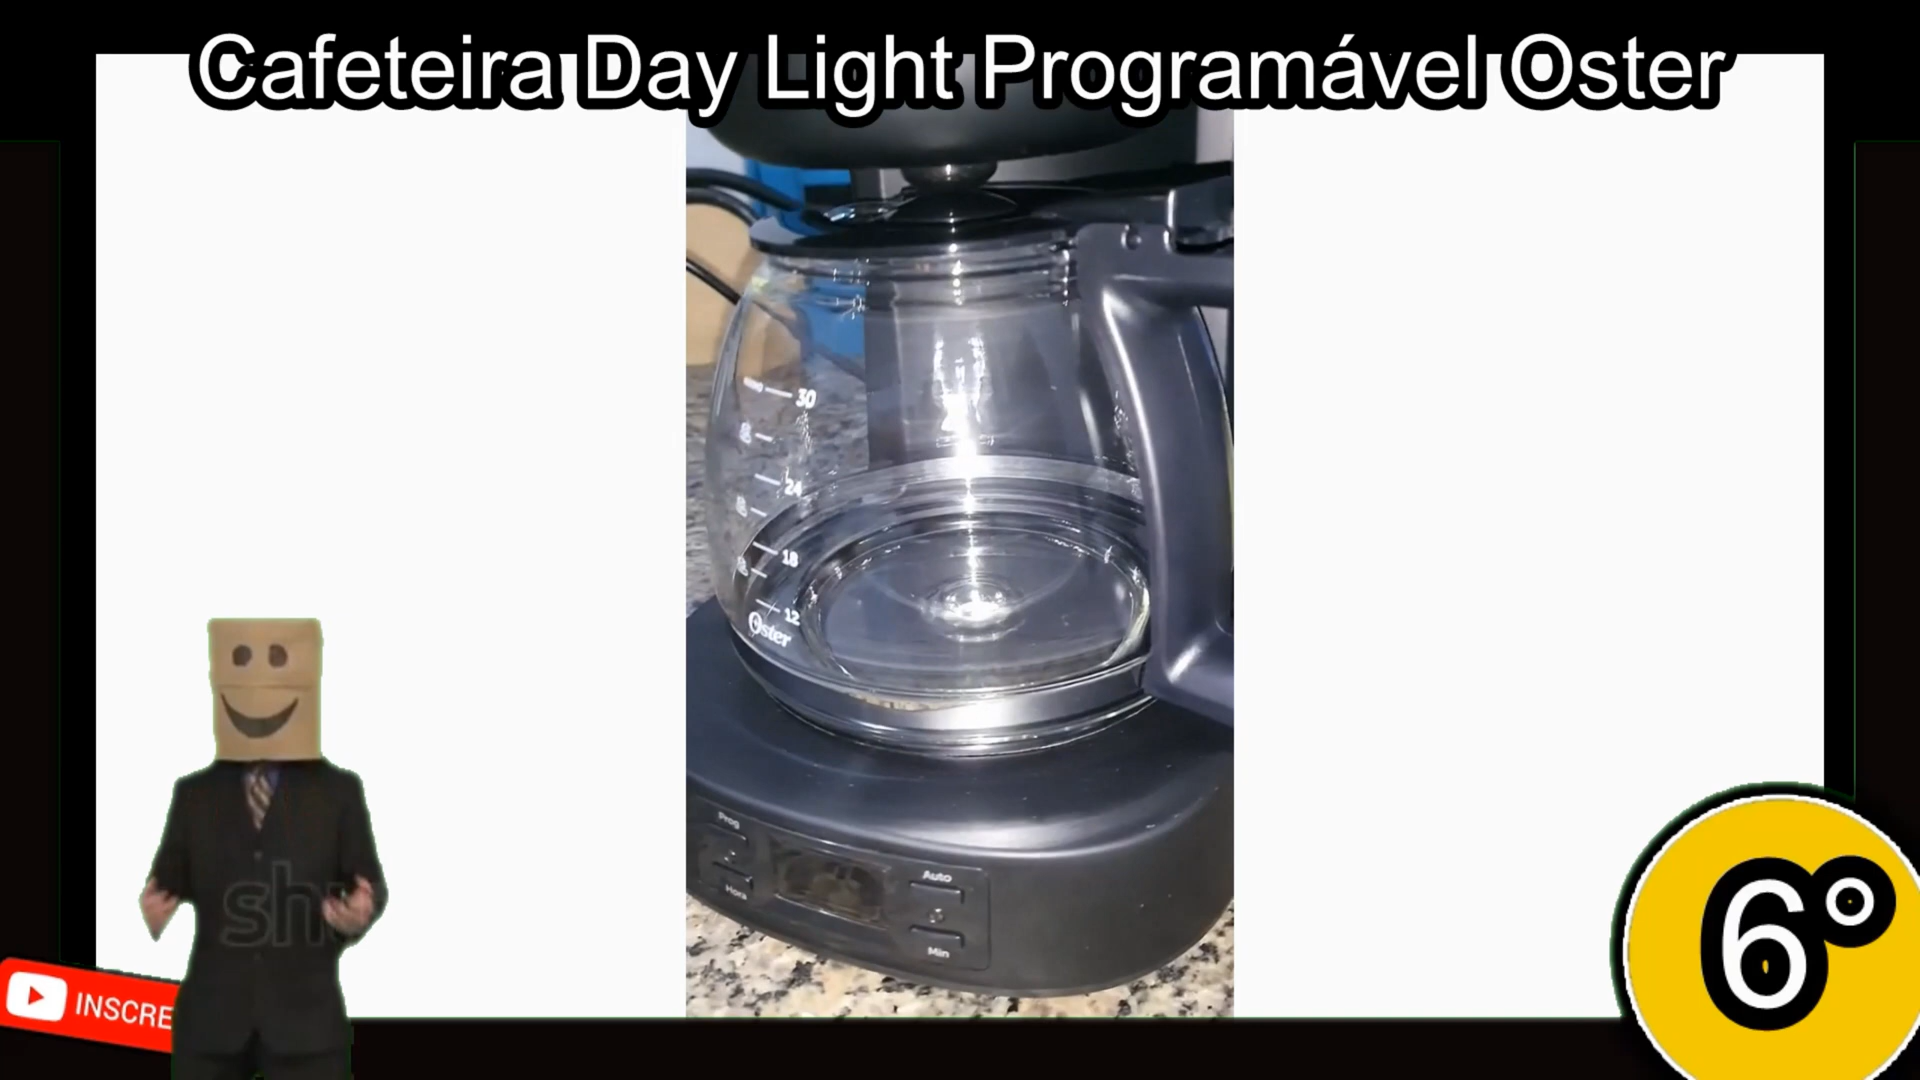 Cafeteira Day Light Programável Oster
30
24
18
12
Oster
Prog
Hora
Auto
Min
INSCRE
6°